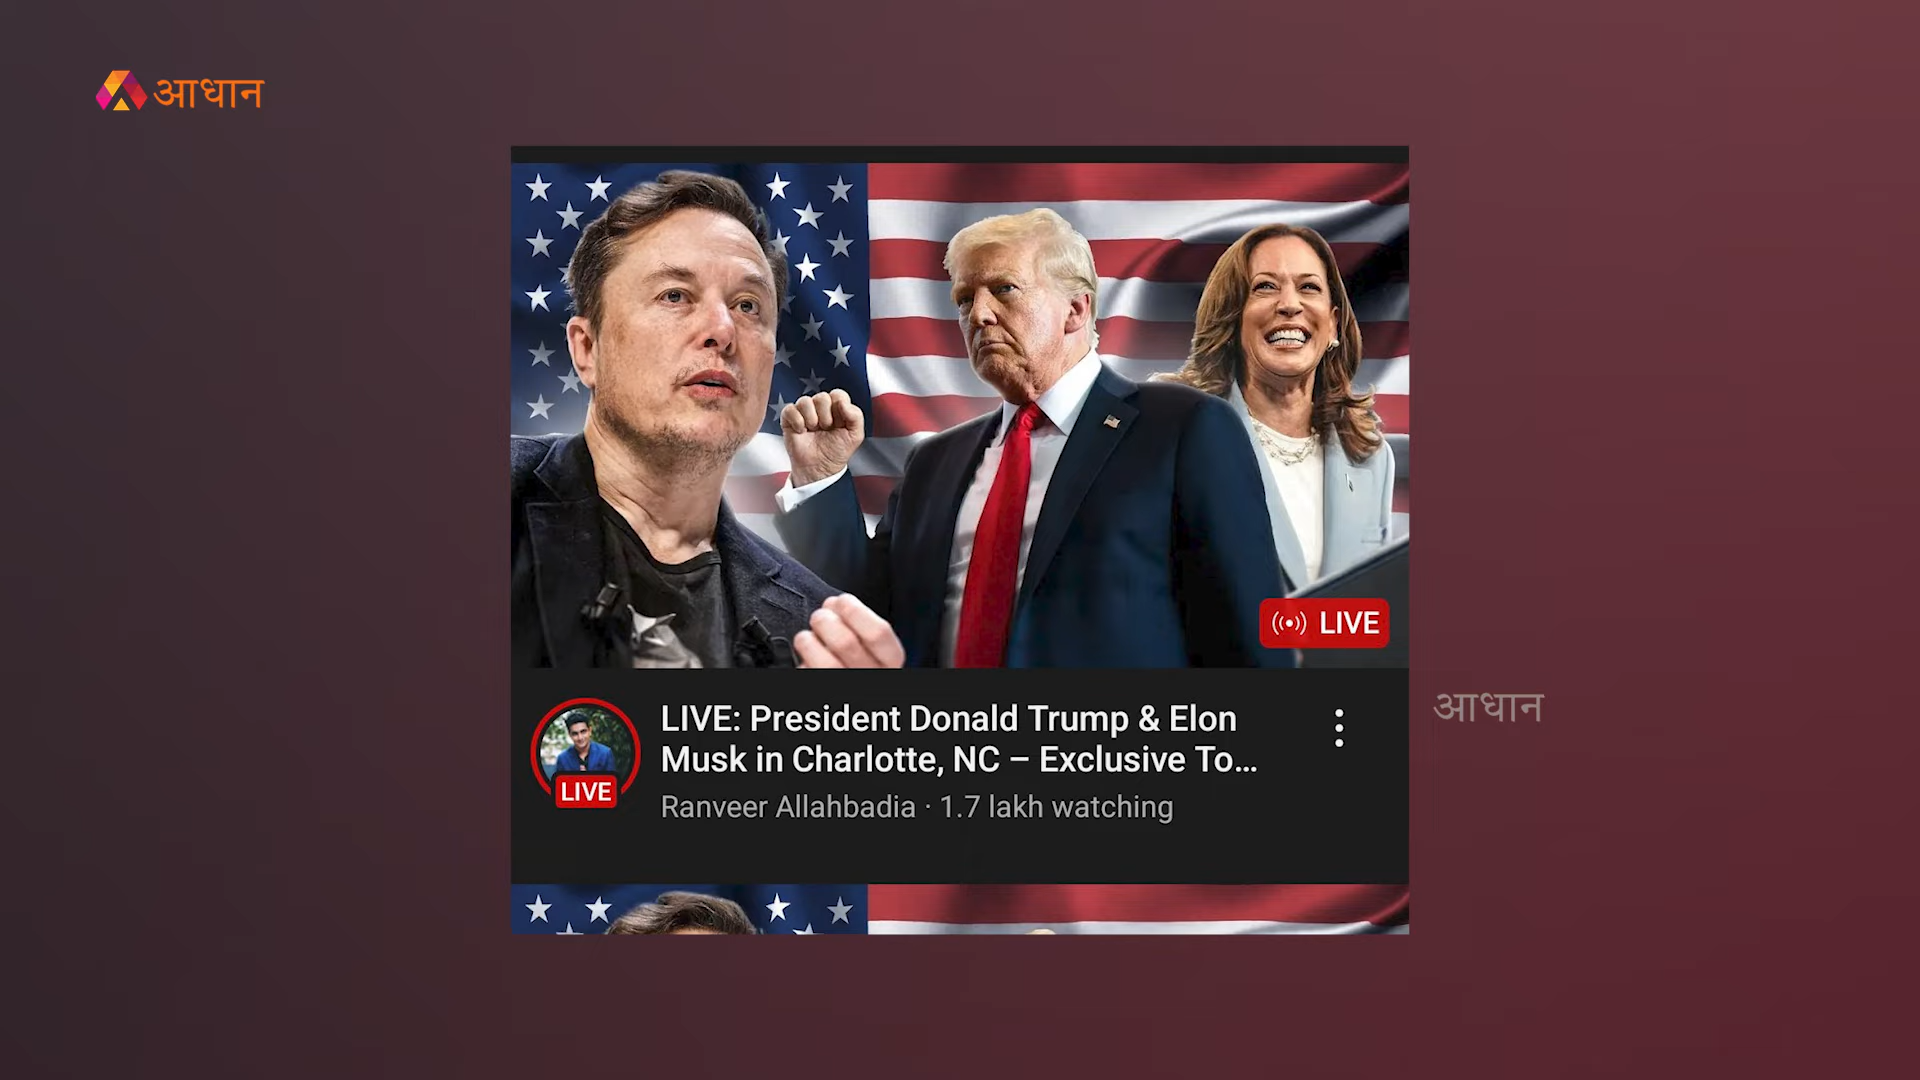 आधान
LIVE
LIVE: President Donald Trump & Elon
Musk in Charlotte, NC – Exclusive To...
LIVE
Ranveer Allahbadia · 1.7 lakh watching
आधान